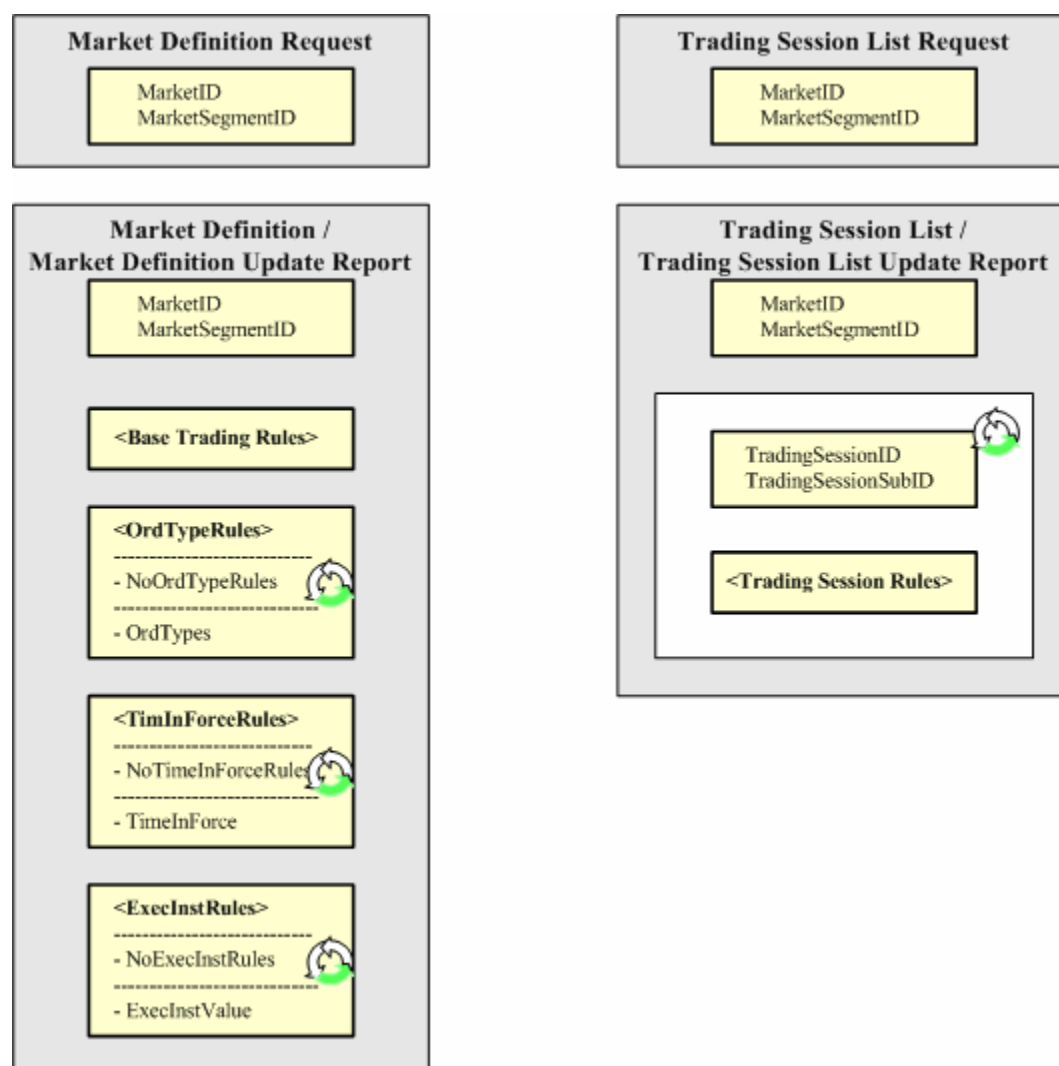 Market Definition Request
MarketID
MarketSegmentID
Trading Session List Request
MarketID
MarketSegmentID
Market Definition /
Market Definition Update Report
MarketID
MarketSegmentID
<Base Trading Rules>
<OrdTypeRules>
- NoOrdTypeRules
- OrdTypes
<TimInForceRules>
- NoTimeInForceRules
- TimeInForce
<ExecInstRules>
- NoExecInstRules
- ExecInstValue
Trading Session List /
Trading Session List Update Report
MarketID
MarketSegmentID
TradingSessionID
TradingSessionSubID
<Trading Session Rules>